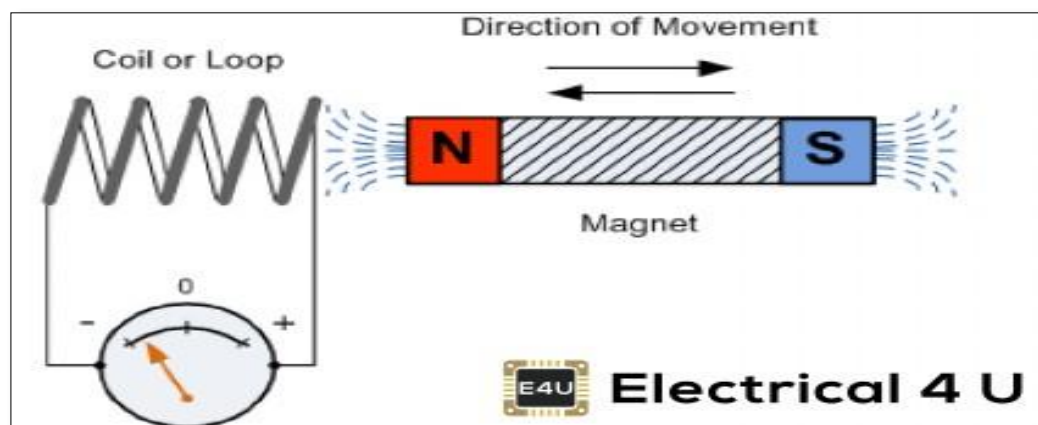 Direction of Movement
Coil or Loop
N
S
Magnet
0
- +
E4U Electrical 4 U